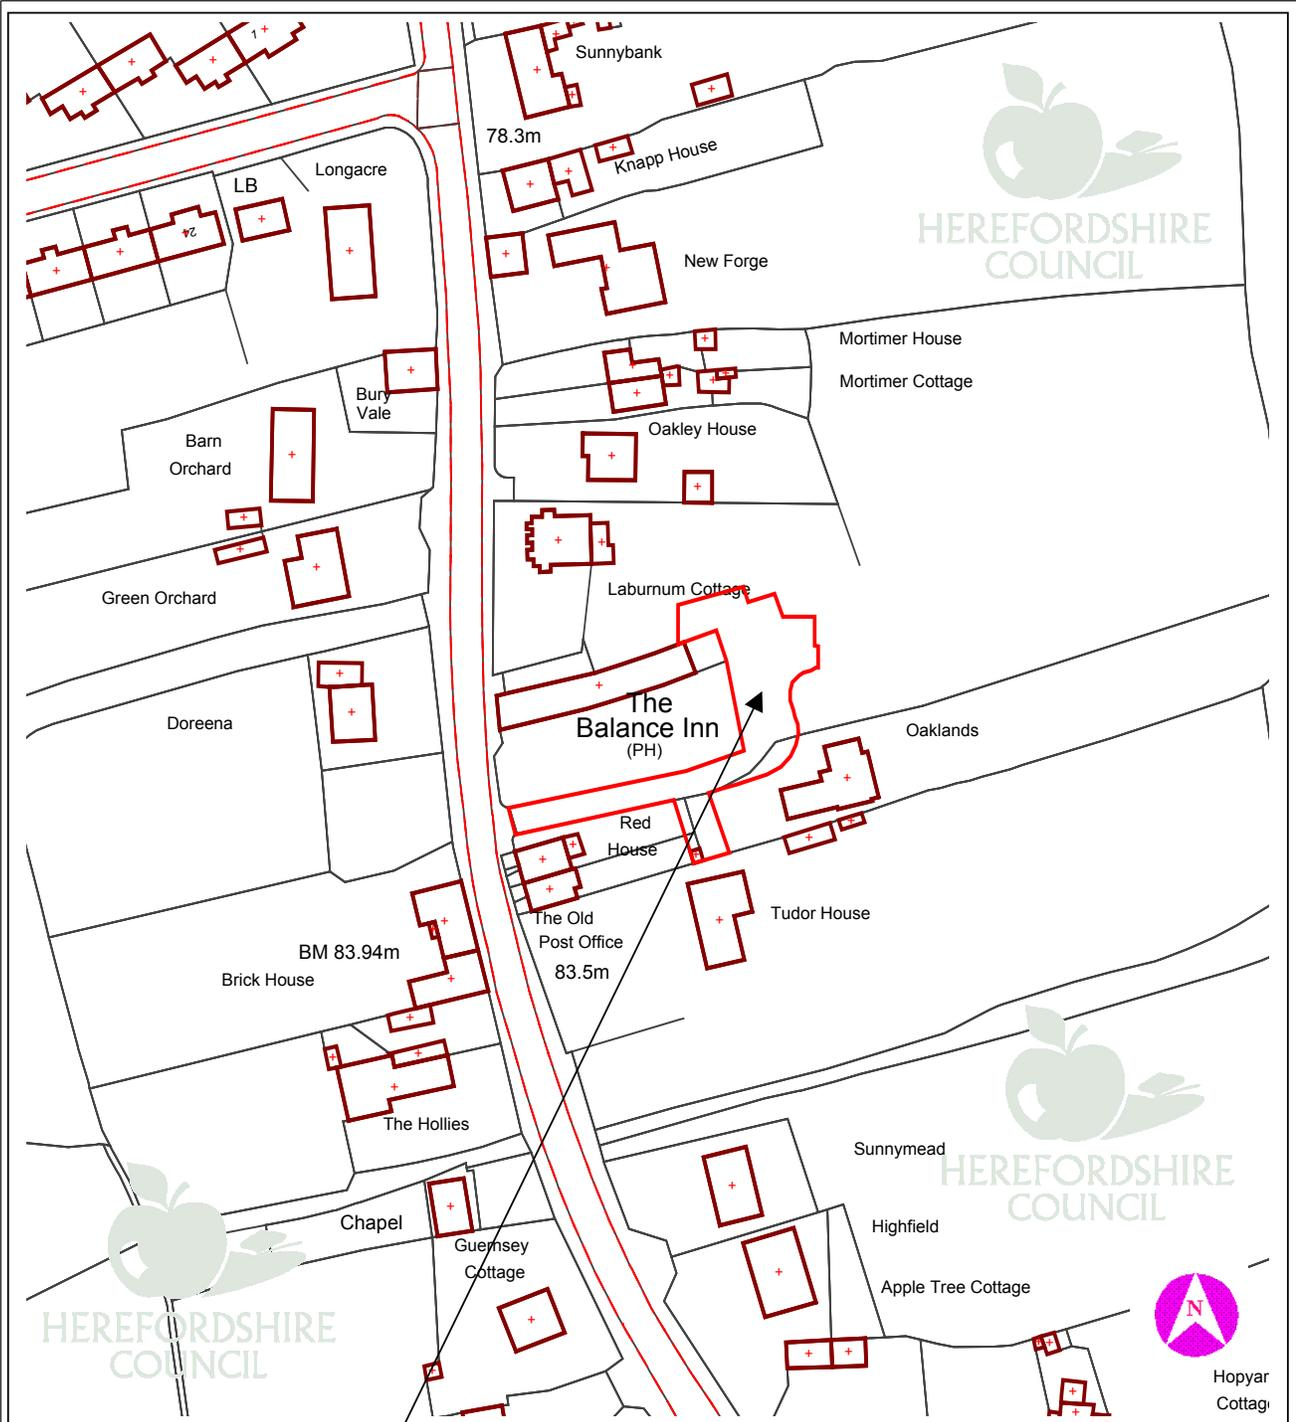 1
Sunnybank
78.3m
Knapp House
Longacre
LB
24
New Forge
HEREFORDSHIRE
COUNCIL
Mortimer House
Mortimer Cottage
Bury
Vale
Oakley House
Barn
Orchard
Green Orchard
Laburnum Cottage
Doreena
The
Balance Inn
(PH)
Oaklands
Red
House
Tudor House
The Old
Post Office
83.5m
BM 83.94m
Brick House
The Hollies
Sunnymead
HEREFORDSHIRE
COUNCIL
Highfield
Chapel
Guernsey
Cottage
Apple Tree Cottage
HEREFORDSHIRE
COUNCIL
N
Hopyar
Cottag